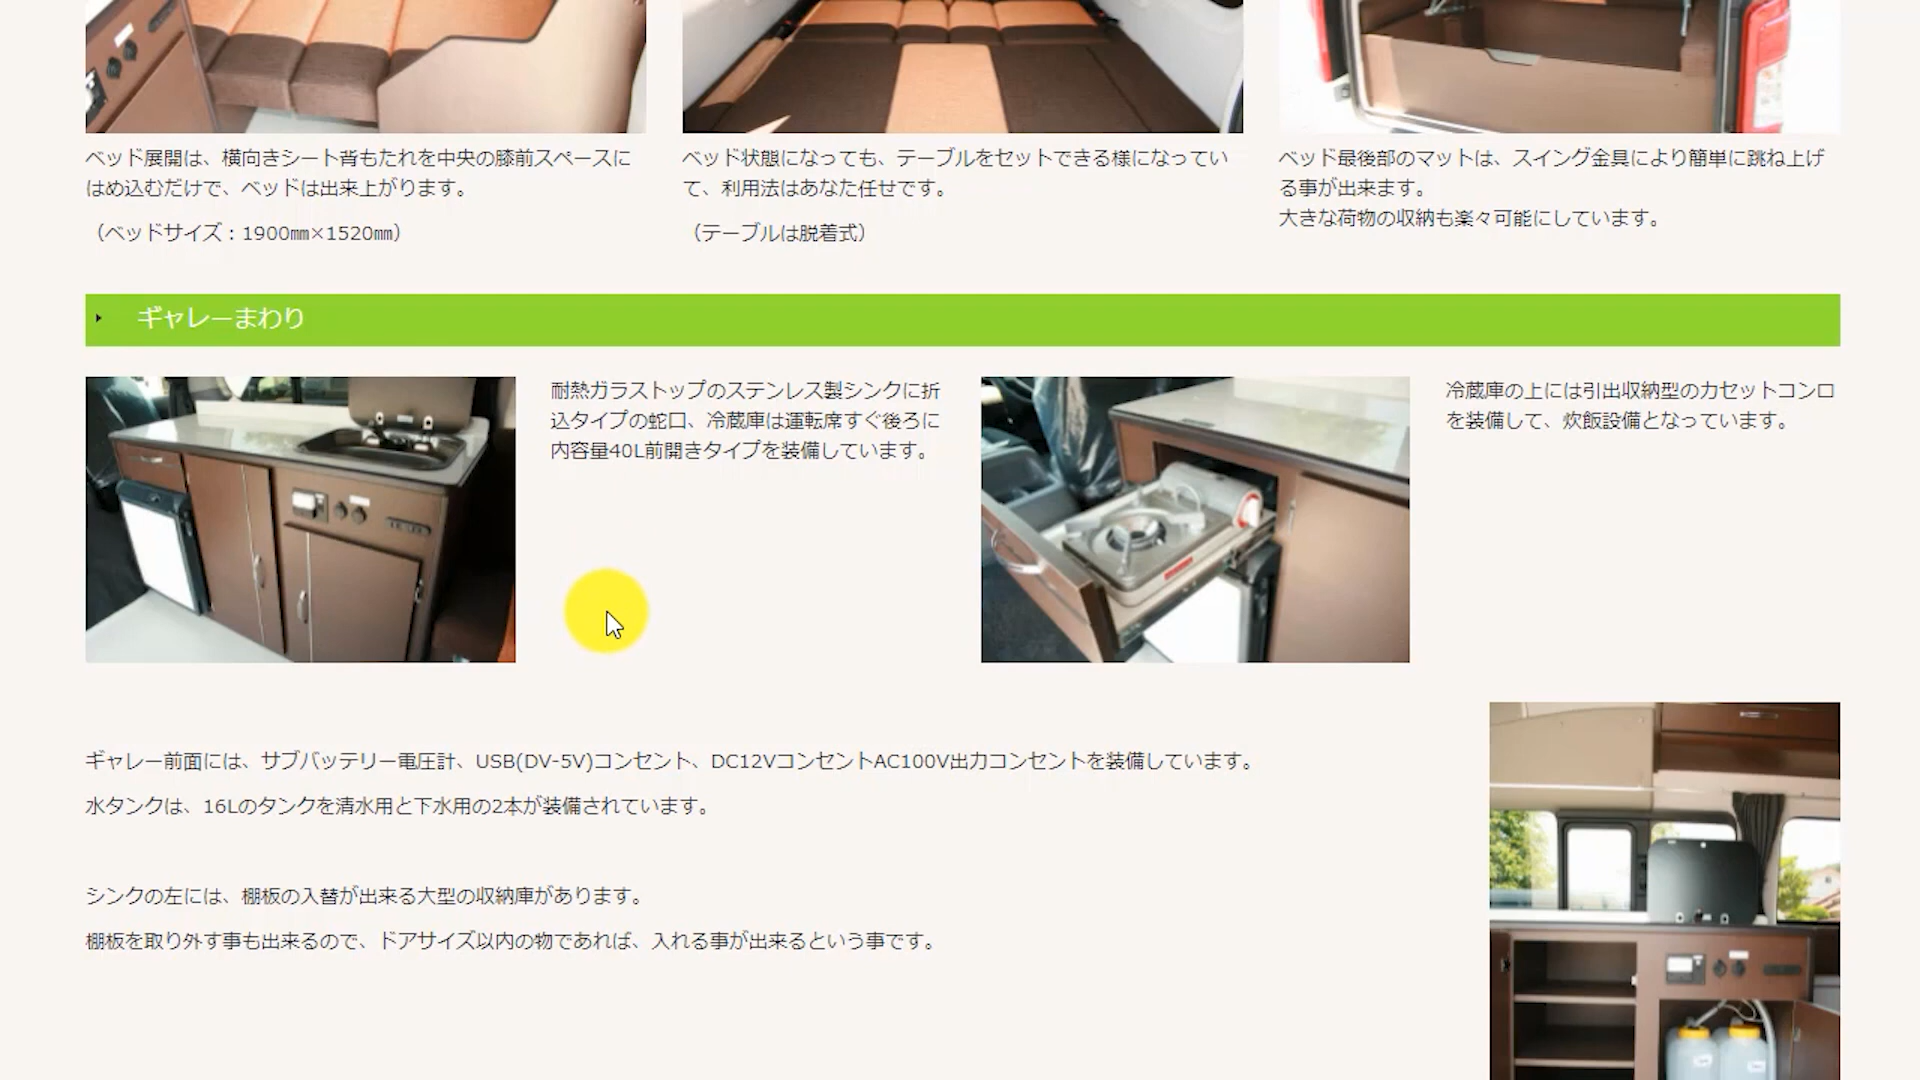 ベッド展開は、横向きシート背もたれを中央の膝前スペースに
はめ込むだけで、ベッドは出来上がります。
（ベッドサイズ：1900㎜×1520㎜）
ベッド状態になっても、テーブルをセットできる様になってい
て、利用法はあなた任せです。
（テーブルは脱着式）
ベッド最後部のマットは、スイング金具により簡単に跳ね上げ
る事が出来ます。
大きな荷物の収納も楽々可能にしています。
ギャレーまわり
耐熱ガラストップのステンレス製シンクに折
込タイプの蛇口、冷蔵庫は運転席すぐ後ろに
内容量40L前開きタイプを装備しています。
冷蔵庫の上には引出収納型のカセットコンロ
を装備して、炊飯設備となっています。
ギャレー前面には、サブバッテリー電圧計、USB(DV-5V)コンセント、DC12VコンセントAC100V出力コンセントを装備しています。
水タンクは、16Lのタンクを清水用と下水用の2本が装備されています。
シンクの左には、棚板の入替が出来る大型の収納庫があります。
棚板を取り外す事も出来るので、ドアサイズ以内の物であれば、入れる事が出来るという事です。